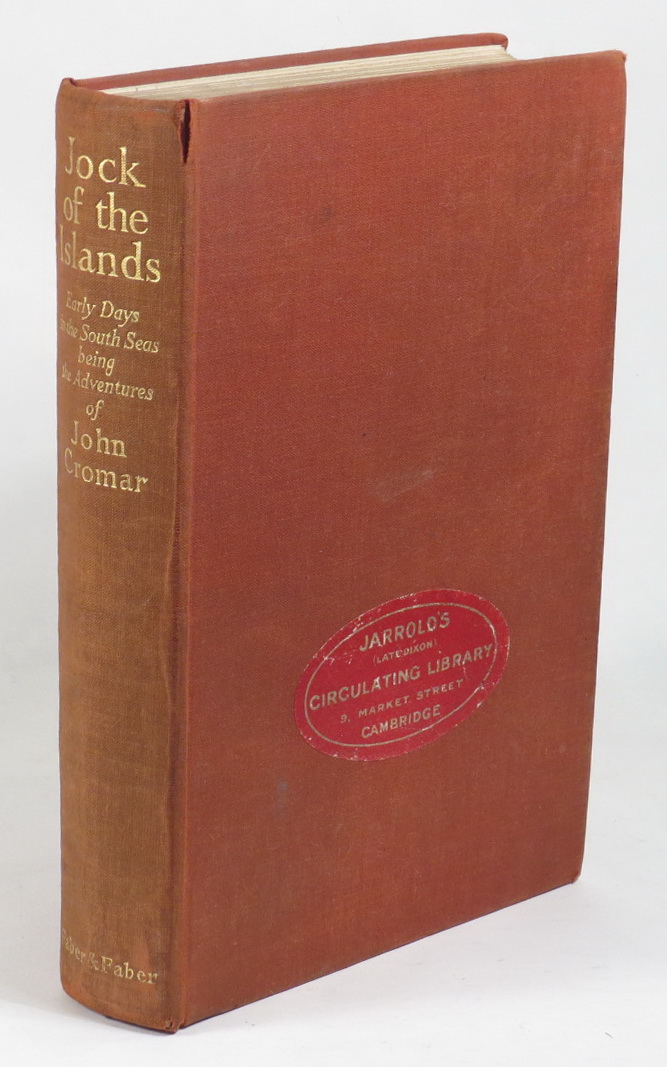 Jock
of the
Islands
Early Days
in the South Seas
being
the Adventures
of
John
Cromar
Faber & Faber
JARROLD'S
(LATE DIXON)
CIRCULATING LIBRARY
9, MARKET STREET
CAMBRIDGE